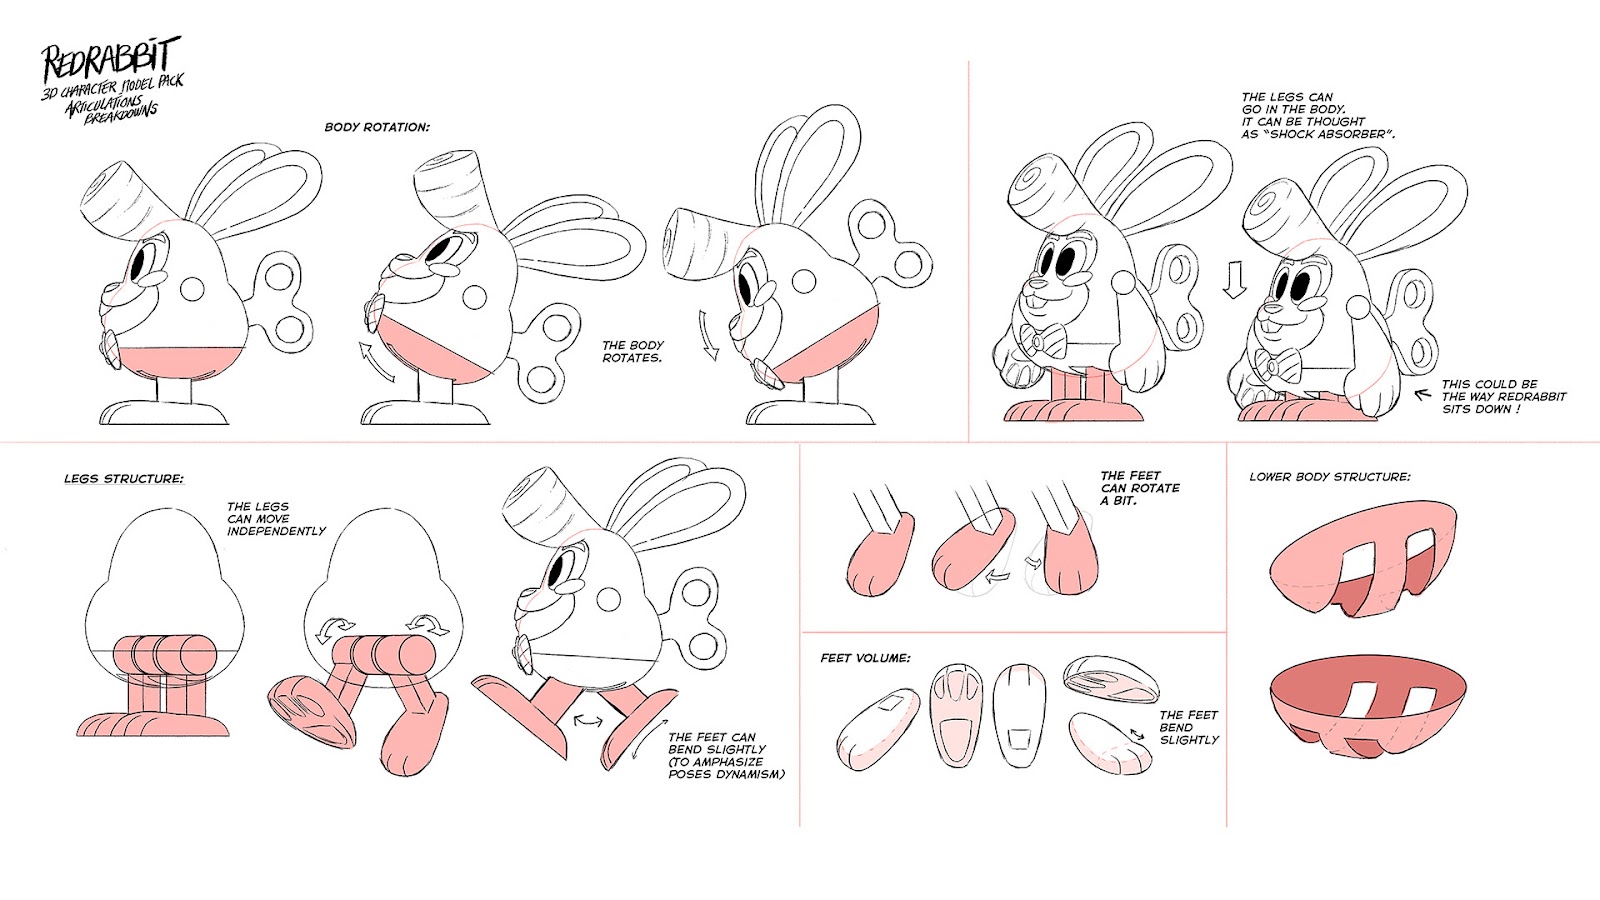 REDRABBIT
3D CHARACTER MODEL PACK
ARTICULATIONS
BREAKDOWNS
BODY ROTATION:
THE BODY
ROTATES.
THE LEGS CAN
GO IN THE BODY.
IT CAN BE THOUGHT
AS "SHOCK ABSORBER".
THIS COULD BE
THE WAY REDRABBIT
SITS DOWN !
LEGS STRUCTURE:
THE LEGS
CAN MOVE
INDEPENDENTLY
THE FEET CAN
BEND SLIGHTLY
(TO AMPHASIZE
POSES DYNAMISM)
THE FEET
CAN ROTATE
A BIT.
FEET VOLUME:
THE FEET
BEND
SLIGHTLY
LOWER BODY STRUCTURE: